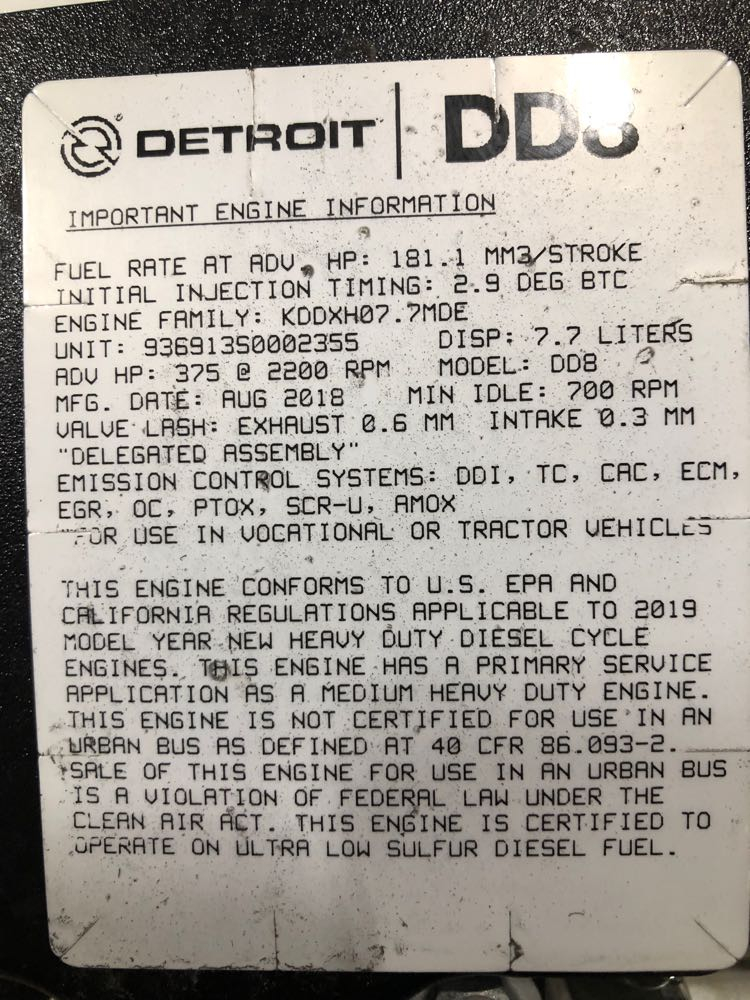 DETROIT | DD8
IMPORTANT ENGINE INFORMATION
FUEL RATE AT ADV. HP: 181.1 MM3/STROKE
INITIAL INJECTION TIMING: 2.9 DEG BTC
ENGINE FAMILY: KDDXH07.7MDE
UNIT: 936913S0002355 DISP: 7.7 LITERS
ADV HP: 375 @ 2200 RPM MODEL: DD8
MFG. DATE: AUG 2018 MIN IDLE: 700 RPM
VALVE LASH: EXHAUST 0.6 MM INTAKE 0.3 MM
"DELEGATED ASSEMBLY"
EMISSION CONTROL SYSTEMS: DDI, TC, CAC, ECM,
EGR, OC, PTOX, SCR-U, AMOX
"FOR USE IN VOCATIONAL OR TRACTOR VEHICLES
THIS ENGINE CONFORMS TO U.S. EPA AND
CALIFORNIA REGULATIONS APPLICABLE TO 2019
MODEL YEAR NEW HEAVY DUTY DIESEL CYCLE
ENGINES. THIS ENGINE HAS A PRIMARY SERVICE
APPLICATION AS A MEDIUM HEAVY DUTY ENGINE.
THIS ENGINE IS NOT CERTIFIED FOR USE IN AN
URBAN BUS AS DEFINED AT 40 CFR 86.093-2.
SALE OF THIS ENGINE FOR USE IN AN URBAN BUS
IS A VIOLATION OF FEDERAL LAW UNDER THE
CLEAN AIR ACT. THIS ENGINE IS CERTIFIED TO
OPERATE ON ULTRA LOW SULFUR DIESEL FUEL.